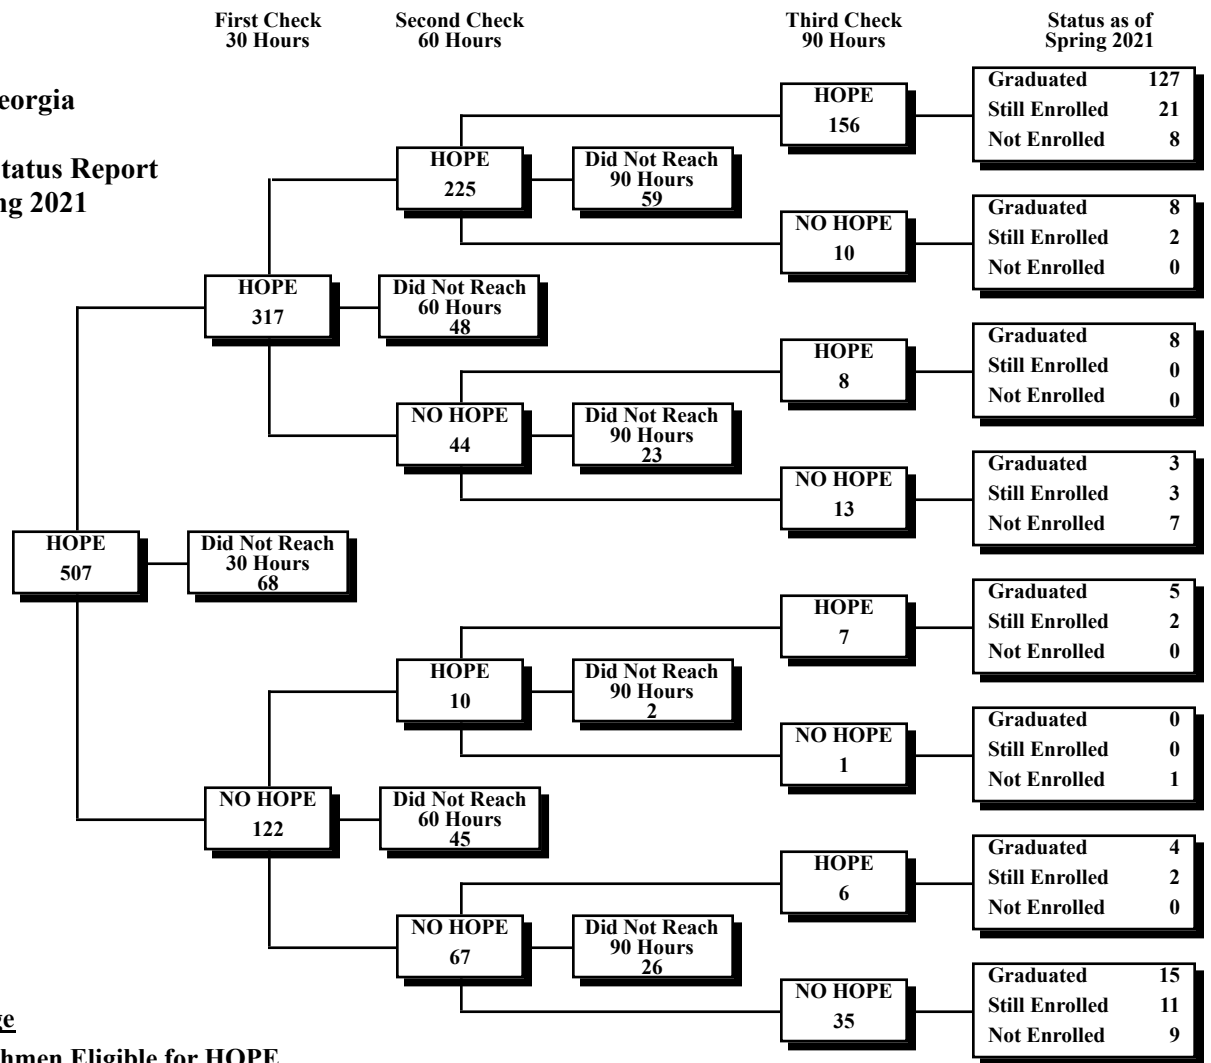 First Check
30 Hours
Second Check
60 Hours
Third Check
90 Hours
Status as of
Spring 2021
Status Report
2021
HOPE
507
Did Not Reach
30 Hours
68
HOPE
317
Did Not Reach
60 Hours
48
NO HOPE
122
Did Not Reach
60 Hours
45
HOPE
225
Did Not Reach
90 Hours
59
NO HOPE
44
Did Not Reach
90 Hours
23
HOPE
10
Did Not Reach
90 Hours
2
NO HOPE
67
Did Not Reach
90 Hours
26
HOPE
156
Graduated 127
Still Enrolled 21
Not Enrolled 8
NO HOPE
10
Graduated 8
Still Enrolled 2
Not Enrolled 0
HOPE
8
Graduated 8
Still Enrolled 0
Not Enrolled 0
NO HOPE
13
Graduated 3
Still Enrolled 3
Not Enrolled 7
HOPE
7
Graduated 5
Still Enrolled 2
Not Enrolled 0
NO HOPE
1
Graduated 0
Still Enrolled 0
Not Enrolled 1
HOPE
6
Graduated 4
Still Enrolled 2
Not Enrolled 0
NO HOPE
35
Graduated 15
Still Enrolled 11
Not Enrolled 9
Eligible for HOPE